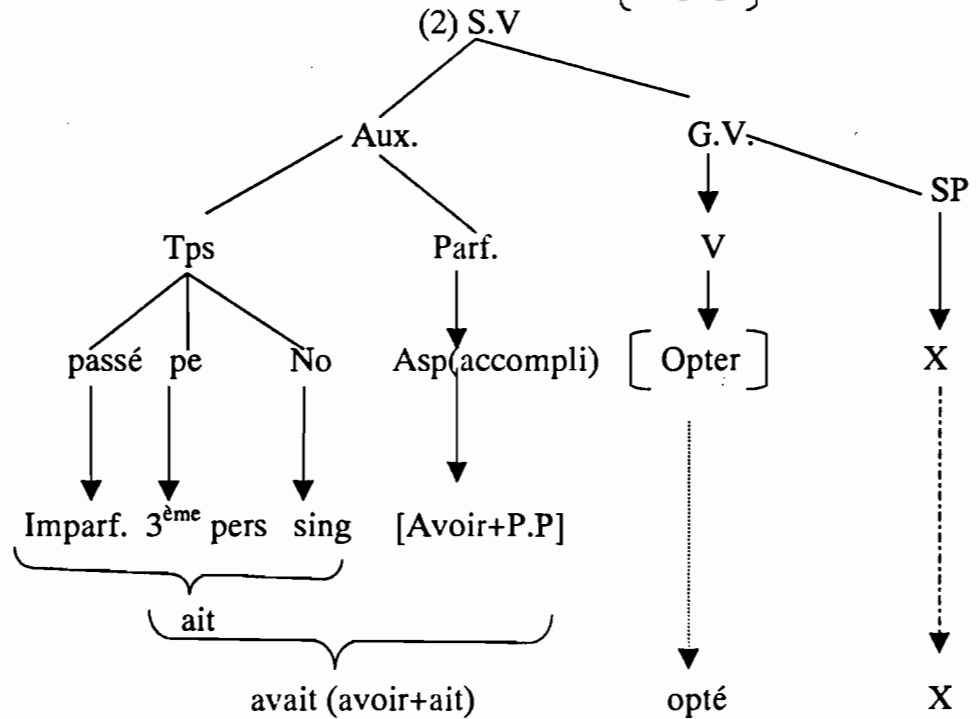 (2) S.V
Aux. G.V.
SP
Tps Parf. V
passé pe No Asp(accompli) [ Opter ] X
Imparf. 3ème pers sing [Avoir+P.P]
ait
avait (avoir+ait) opté X